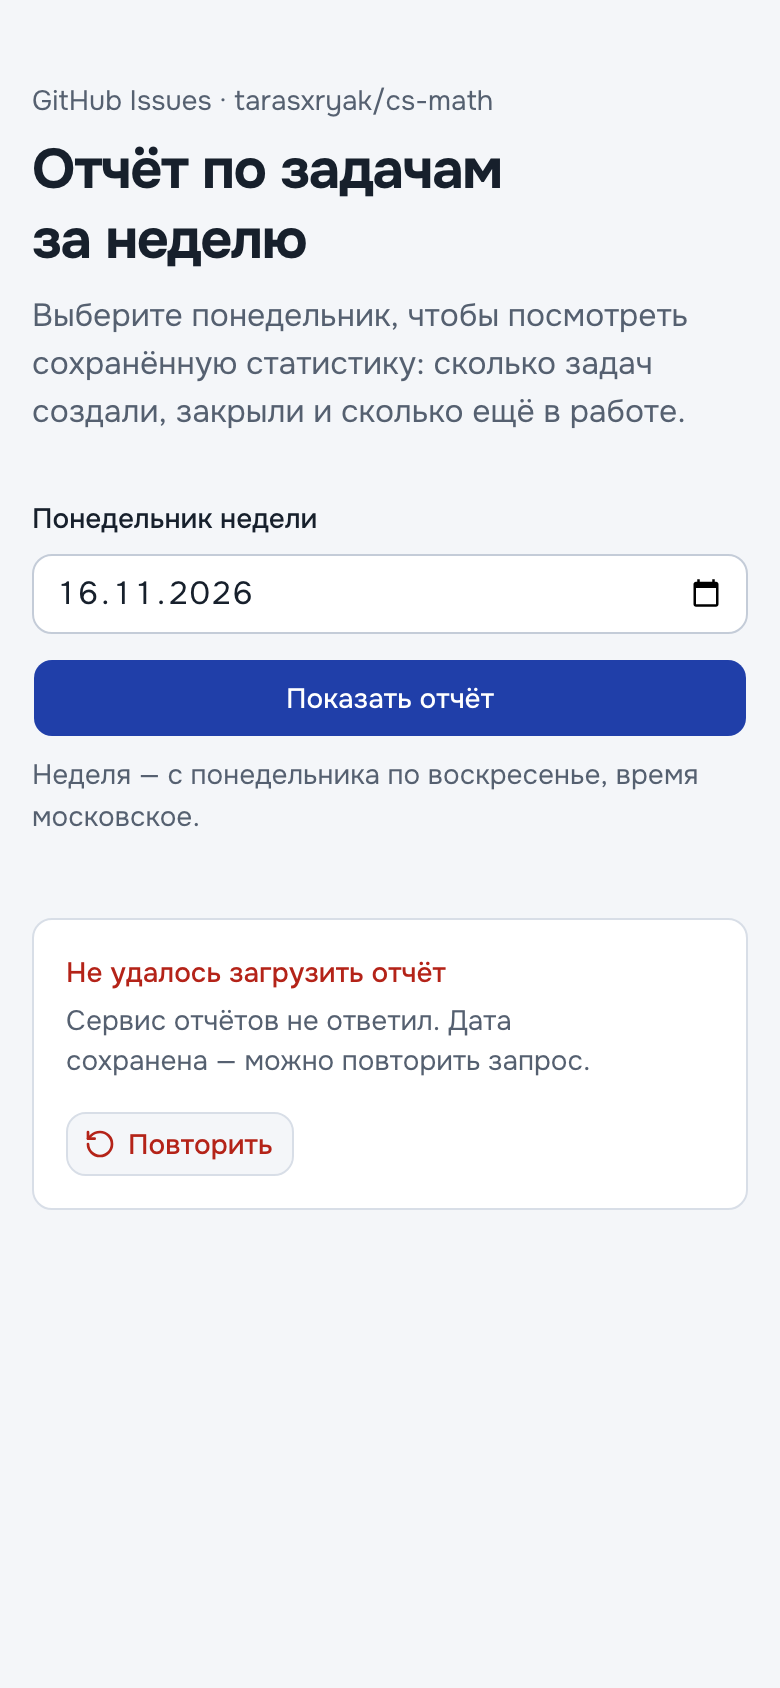 GitHub Issues · tarasxryak/cs-math
Отчёт по задачам
за неделю
Выберите понедельник, чтобы посмотреть
сохранённую статистику: сколько задач
создали, закрыли и сколько ещё в работе.
Понедельник недели
16.11.2026
Показать отчёт
Неделя — с понедельника по воскресенье, время
московское.
Не удалось загрузить отчёт
Сервис отчётов не ответил. Дата
сохранена — можно повторить запрос.
Повторить